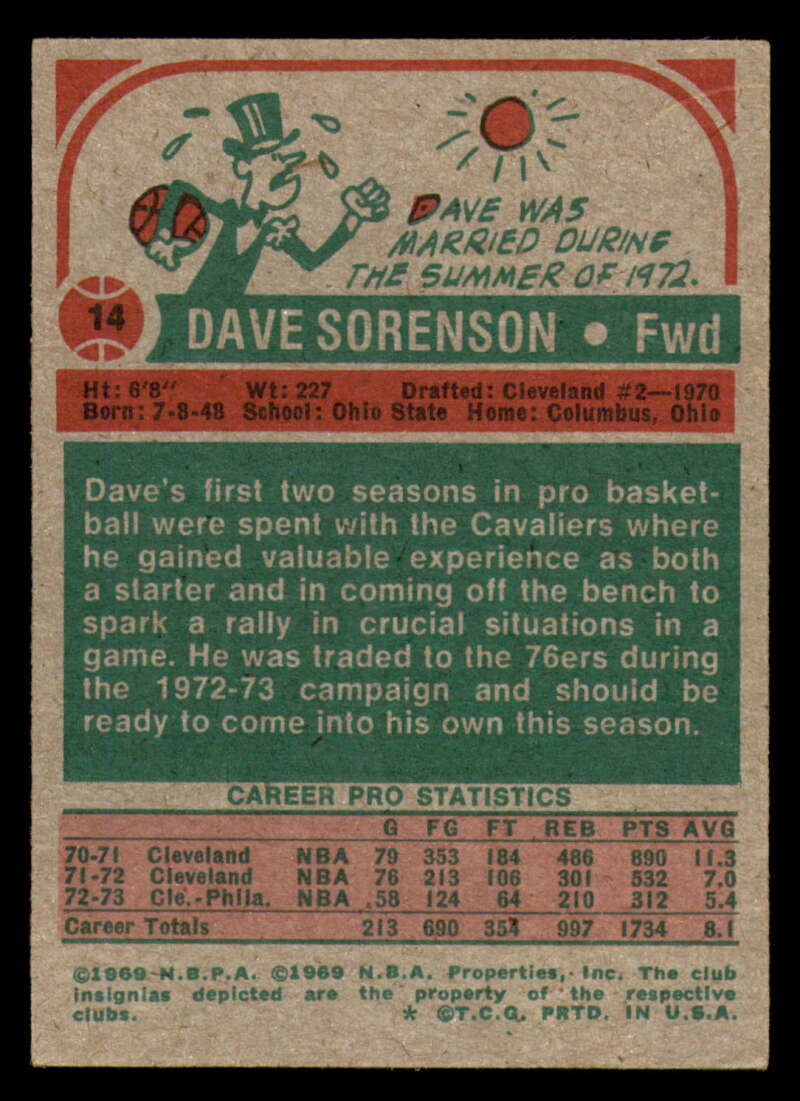 DAVE WAS
MARRIED DURING
THE SUMMER OF 1972.
14 DAVE SORENSON • Fwd
Ht: 6'8" Wt: 227 Drafted: Cleveland #2—1970
Born: 7-8-48 School: Ohio State Home: Columbus, Ohio
Dave's first two seasons in pro basket-
ball were spent with the Cavaliers where
he gained valuable experience as both
a starter and in coming off the bench to
spark a rally in crucial situations in a
game. He was traded to the 76ers during
the 1972-73 campaign and should be
ready to come into his own this season.
CAREER PRO STATISTICS
G FG FT REB PTS AVG
70-71 Cleveland NBA 79 353 184 486 890 11.3
71-72 Cleveland NBA 76 213 106 301 532 7.0
72-73 Cle.-Phila. NBA 58 124 64 210 312 5.4
Career Totals 213 690 354 997 1734 8.1
©1969 N.B.P.A. ©1969 N.B.A. Properties, Inc. The club
insignias depicted are the property of the respective
clubs. * ©T.C.G. PRTD. IN U.S.A.